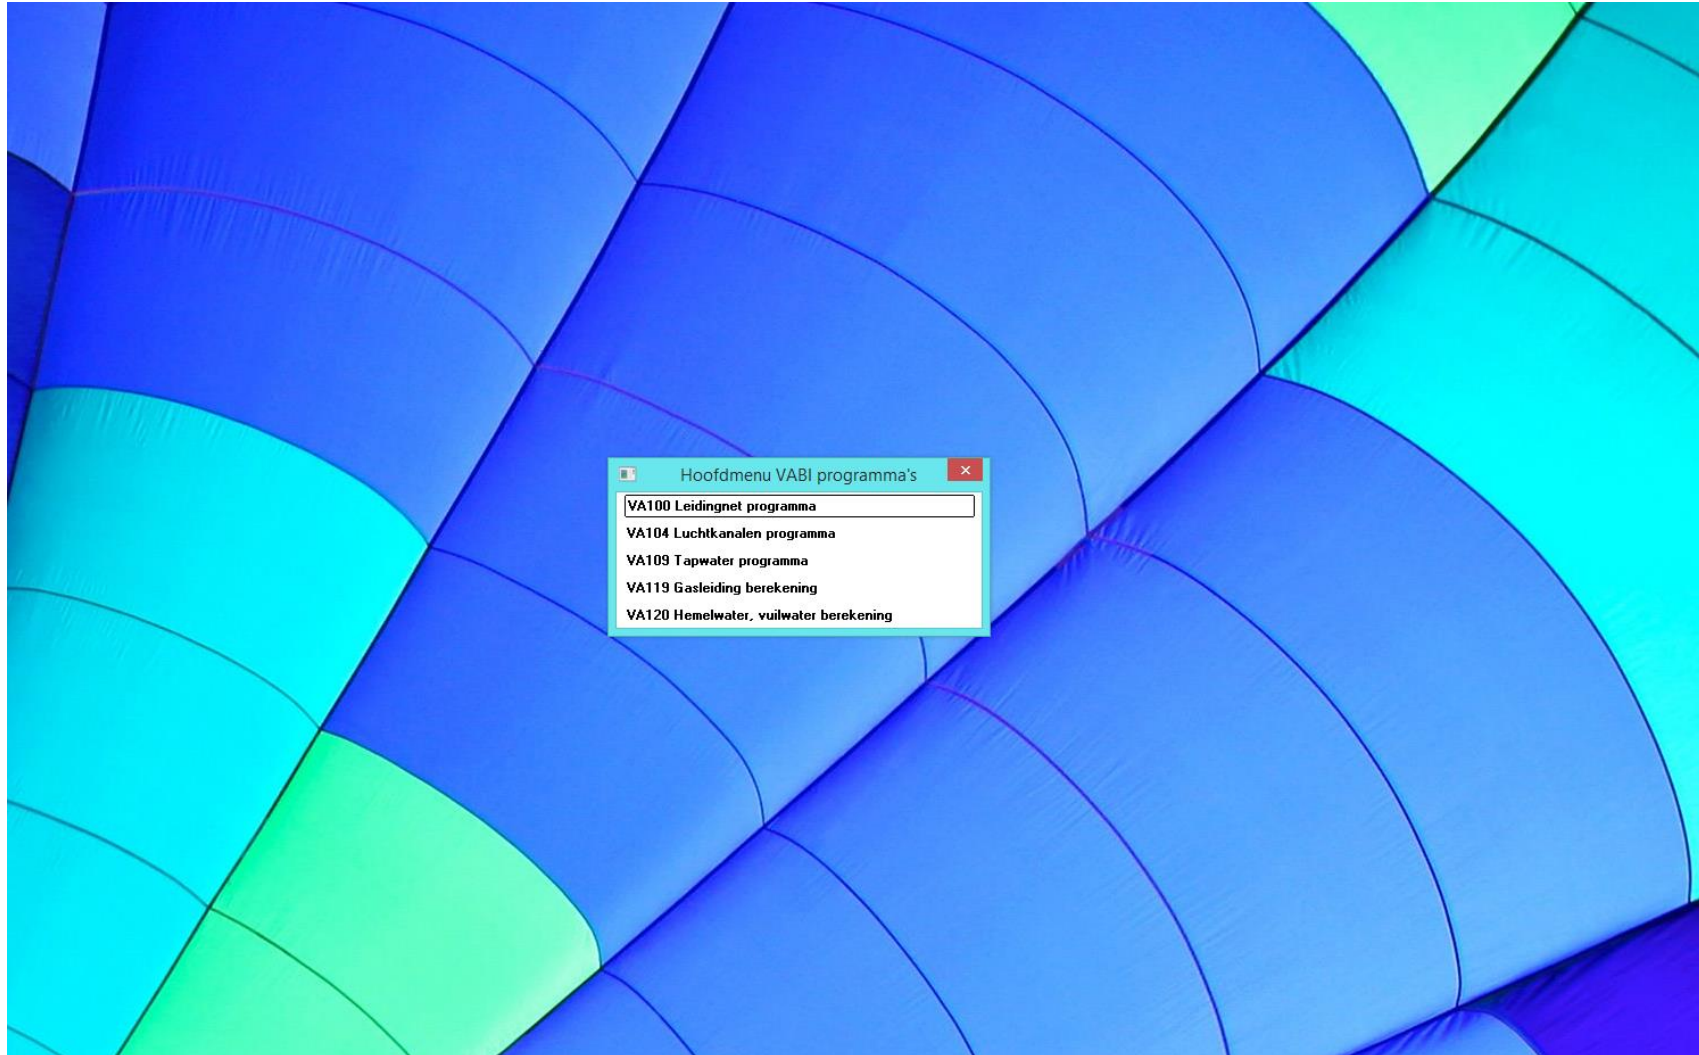 Hoofdmenu VABI programma's
VA100 Leidingnet programma
VA104 Luchtkanalen programma
VA109 Tapwater programma
VA119 Gasleiding berekening
VA120 Hemelwater, vuilwater berekening